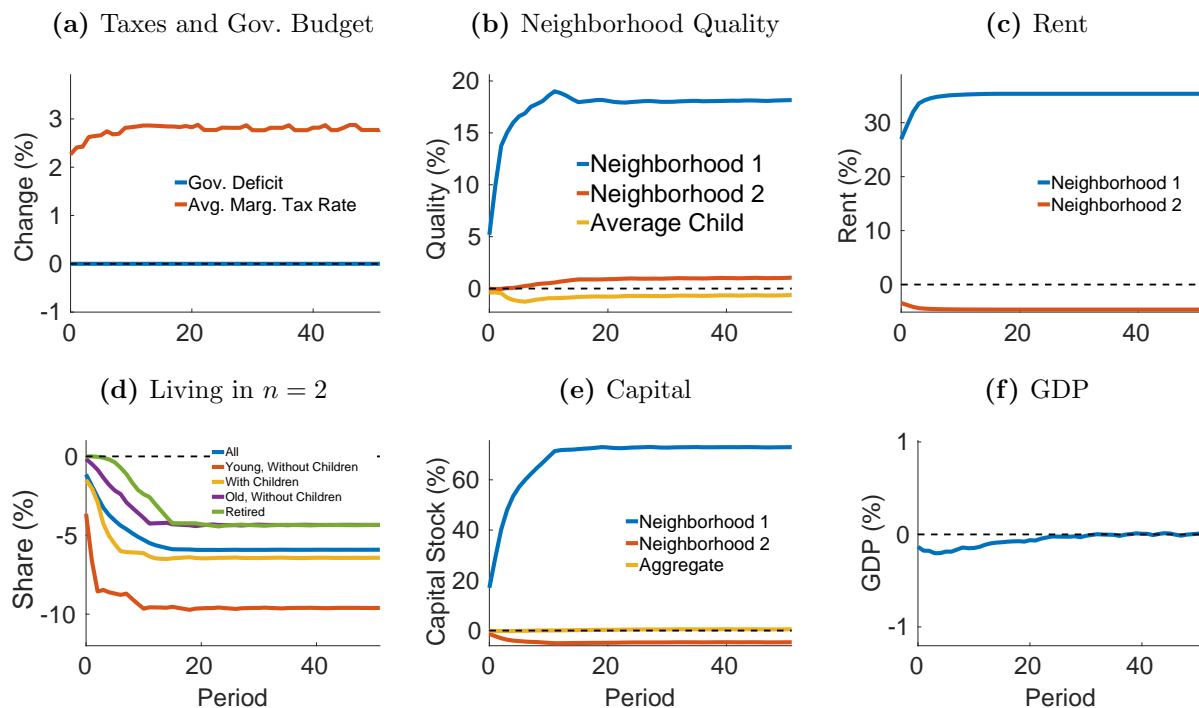 (a) Taxes and Gov. Budget
Change (%)
3
2
1
0
-1
0 20 40
Gov. Deficit
Avg. Marg. Tax Rate
(b) Neighborhood Quality
Quality (%)
20
15
10
5
0
0 20 40
Neighborhood 1
Neighborhood 2
Average Child
(c) Rent
Rent (%)
30
20
10
0
0 20 40
Neighborhood 1
Neighborhood 2
(d) Living in n = 2
Share (%)
0
-5
-10
0 20 40
Period
All
Young, Without Children
With Children
Old, Without Children
Retired
(e) Capital
Capital Stock (%)
60
40
20
0
0 20 40
Period
Neighborhood 1
Neighborhood 2
Aggregate
(f) GDP
GDP (%)
1
0
-1
0 20 40
Period